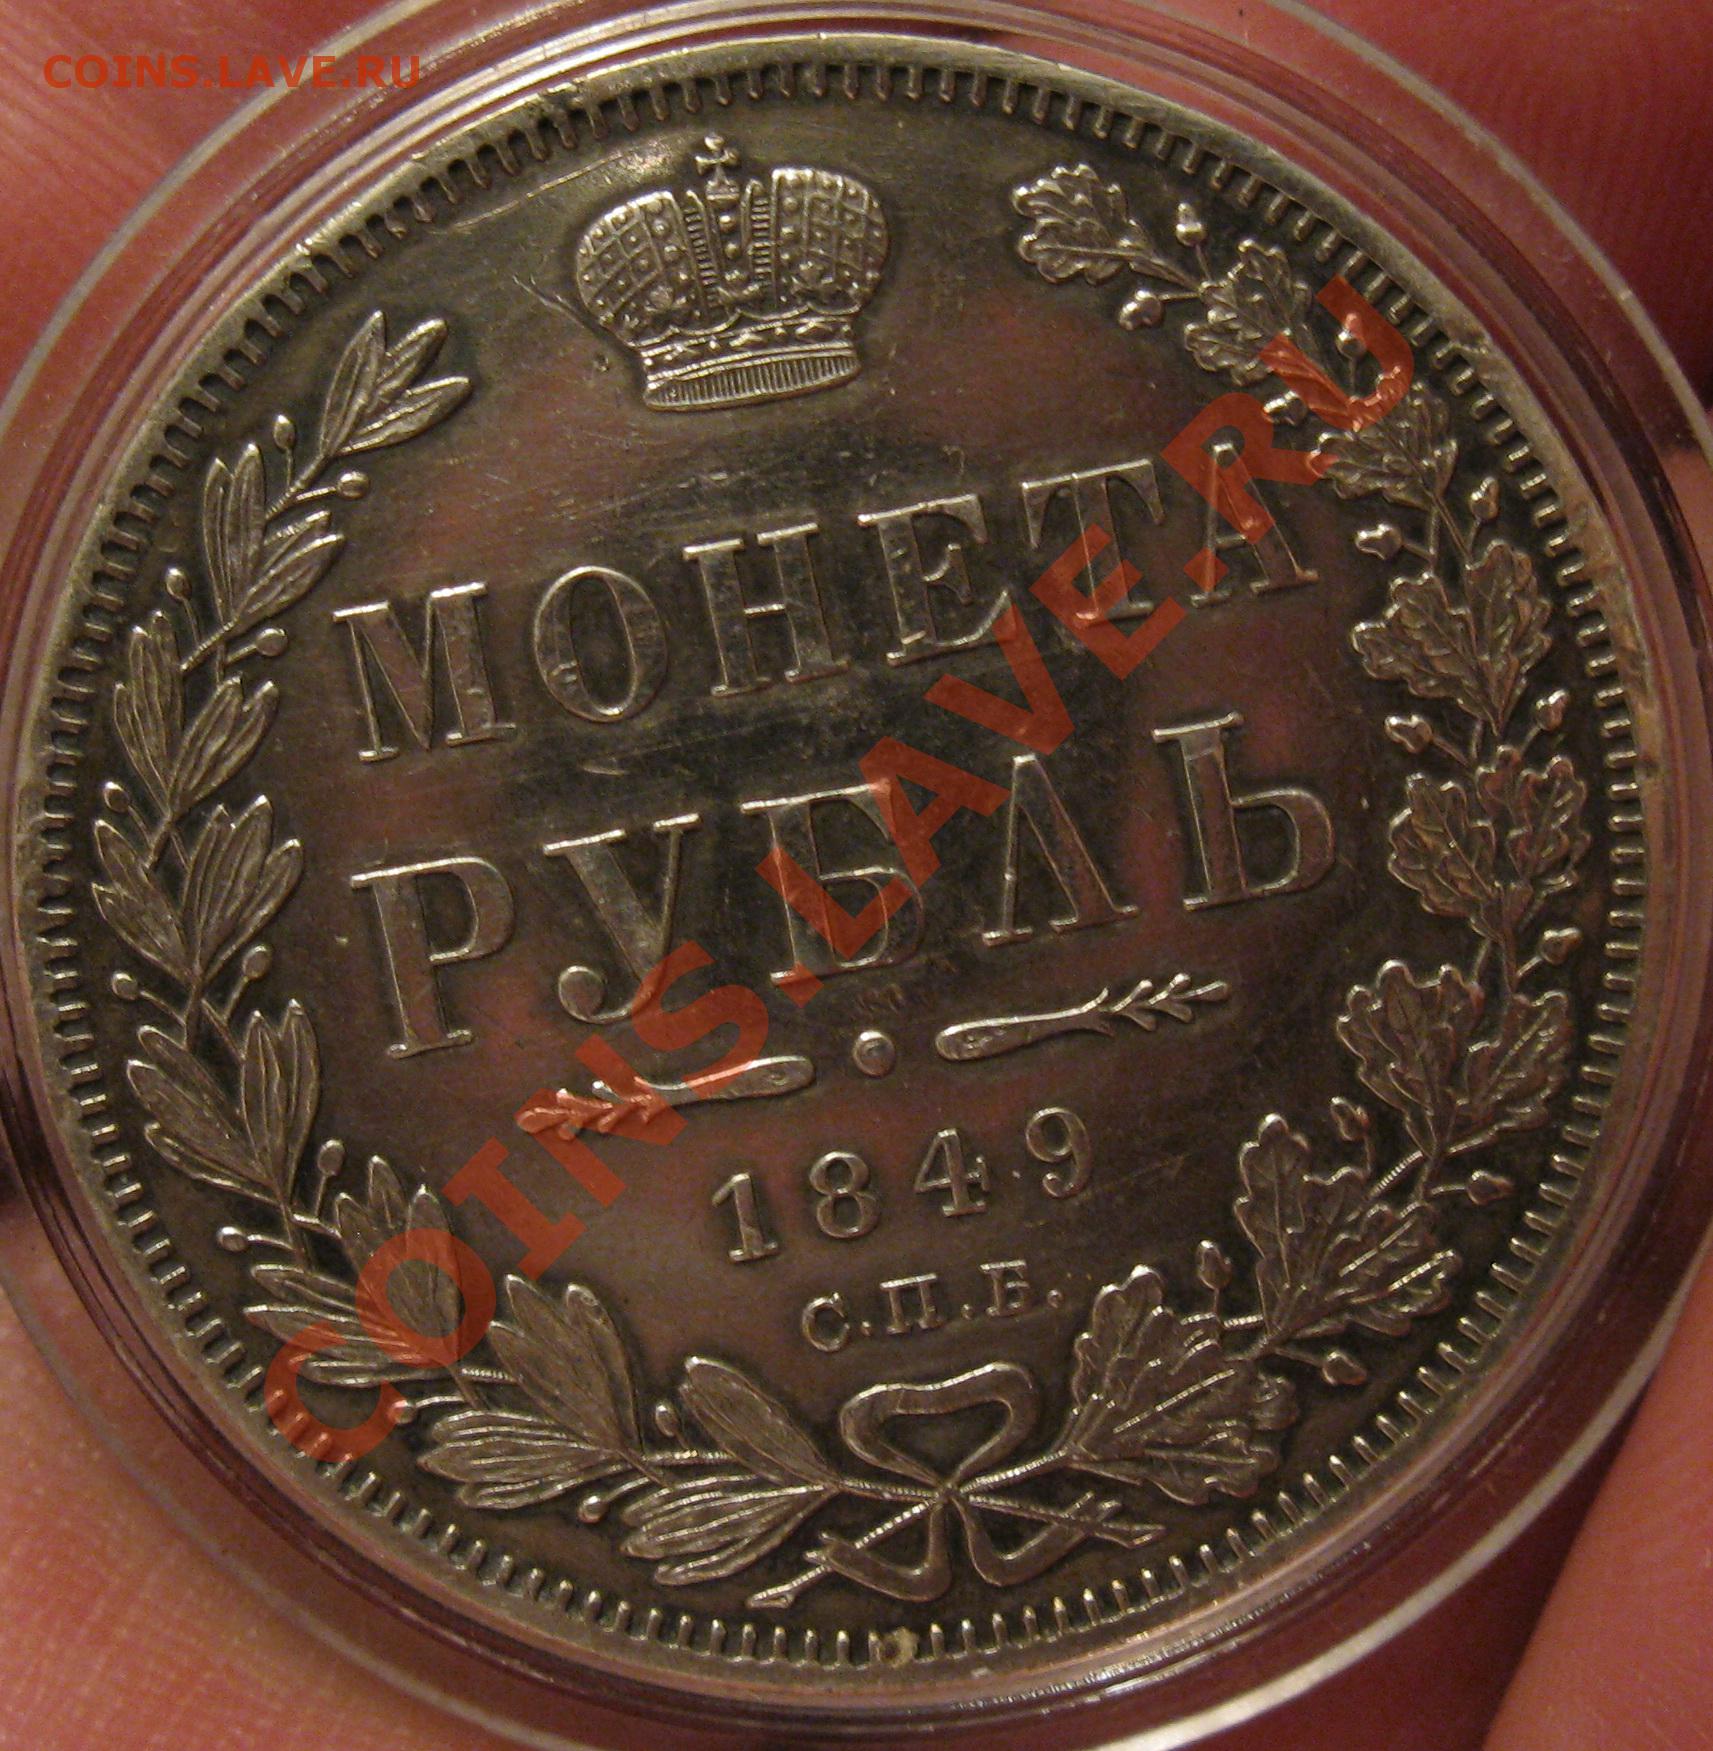 COINS.LAVE.RU
МОНЕТА
РУБЛЬ
1849
С.П.Б.
COINS.LAVE.RU